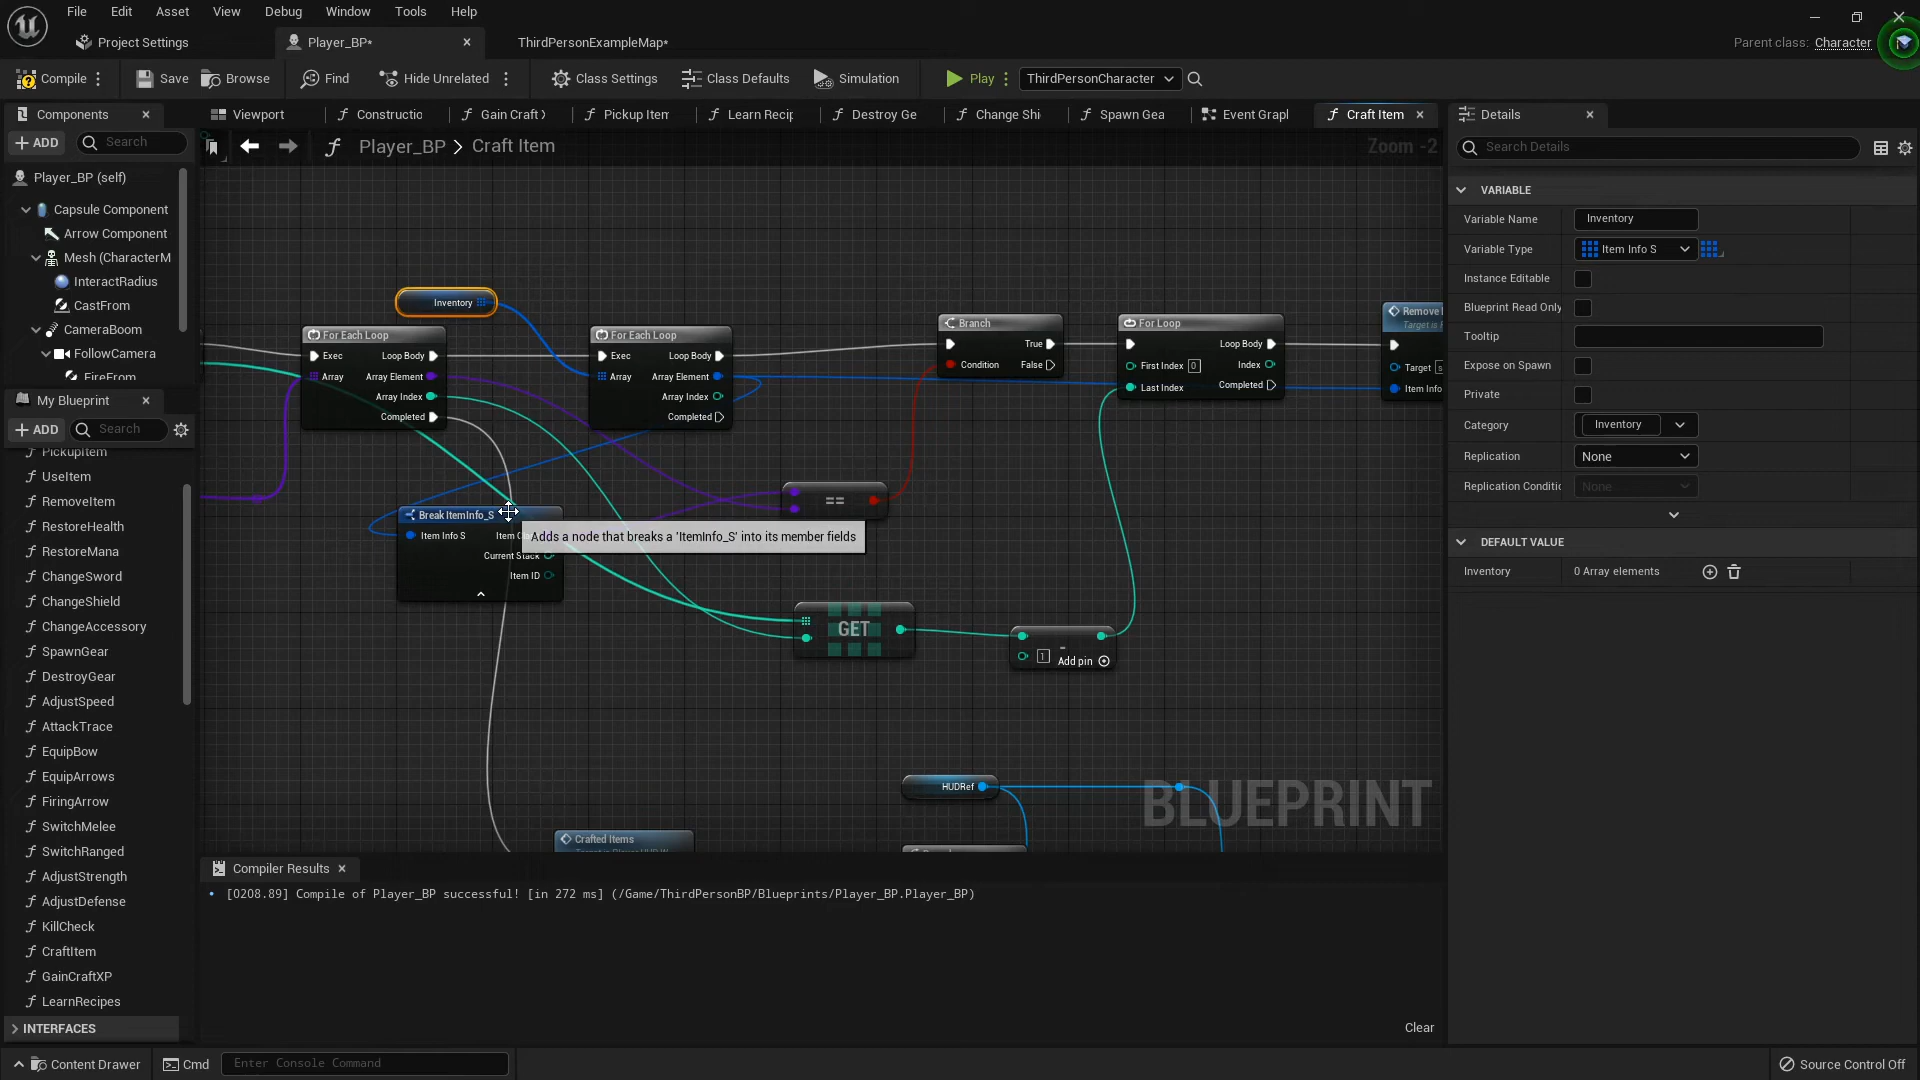 File Edit Asset View Debug Window Tools Help
Project Settings
Player_BP*
ThirdPersonExampleMap*
Parent class: Character
Compile
Save
Browse
Find
Hide Unrelated
Class Settings
Class Defaults
Simulation
Play
ThirdPersonCharacter
Components
ADD
Search
Player_BP (self)
Capsule Component
Arrow Component
Mesh (CharacterM
InteractRadius
CastFrom
CameraBoom
FollowCamera
FireFrom
My Blueprint
ADD
Search
PickupItem
UseItem
RemoveItem
RestoreHealth
RestoreMana
ChangeSword
ChangeShield
ChangeAccessory
SpawnGear
DestroyGear
AdjustSpeed
AttackTrace
EquipBow
EquipArrows
FiringArrow
SwitchMelee
SwitchRanged
AdjustStrength
AdjustDefense
KillCheck
CraftItem
GainCraftXP
LearnRecipes
INTERFACES
Viewport
Constructio
Gain Craft X
Pickup Item
Learn Recip
Destroy Ge
Change Shi
Spawn Gea
Event Grapl
Craft Item
Player_BP > Craft Item
Zoom -2
Inventory
For Each Loop
Exec Loop Body
Array Array Element
Array Index
Completed
For Each Loop
Exec Loop Body
Array Array Element
Array Index
Completed
Branch
True
Condition False
For Loop
Loop Body
First Index 0 Index
Last Index Completed
Remove
Target is
Target s
Item Info
==
Break ItemInfo_S
Item Info S
Current Stack
Item ID
Adds a node that breaks a 'ItemInfo_S' into its member fields
GET
-
1 Add pin
HUDRef
Crafted Items
BLUEPRINT
Compiler Results
[0208.89] Compile of Player_BP successful! [in 272 ms] (/Game/ThirdPersonBP/Blueprints/Player_BP.Player_BP)
Clear
Details
Search Details
VARIABLE
Variable Name Inventory
Variable Type Item Info S
Instance Editable
Blueprint Read Only
Tooltip
Expose on Spawn
Private
Category Inventory
Replication None
Replication Conditic None
DEFAULT VALUE
Inventory 0 Array elements
Content Drawer
Cmd
Enter Console Command
Source Control Off